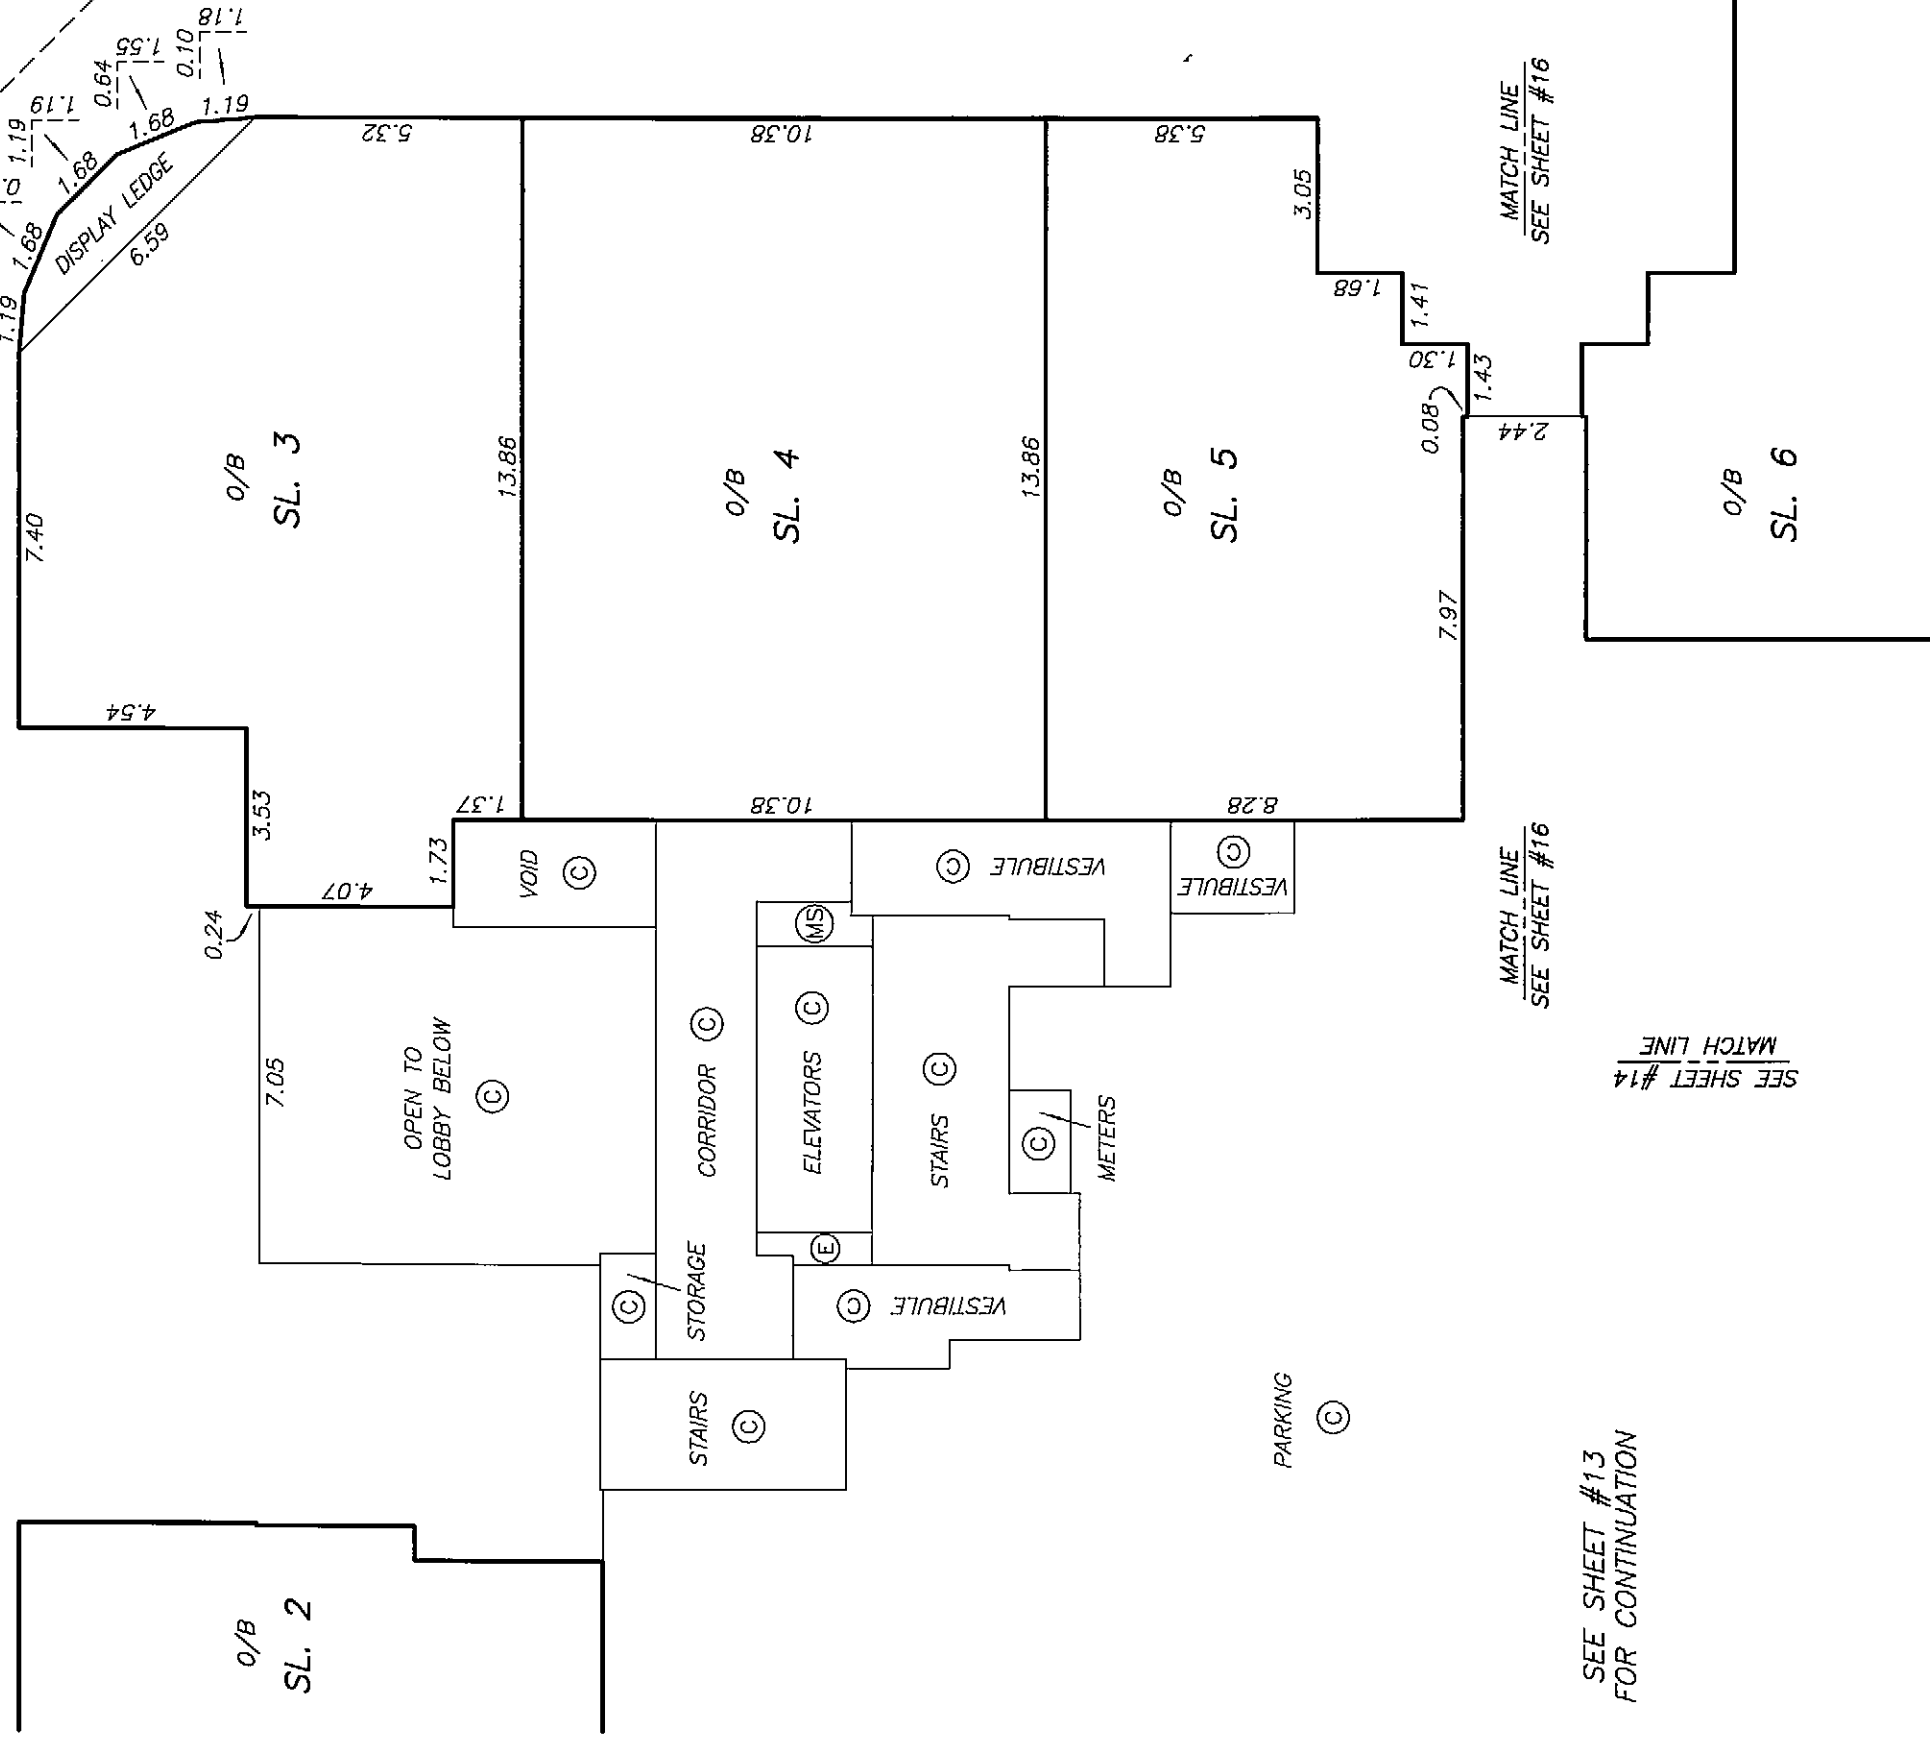 0.10
1.18
0.64
1.55
1.19
1.19
0.
1.19
1.68
1.68
1.68
1.19
DISPLAY LEDGE
6.59
7.40
O/B
SL. 3
5.32
13.86
4.54
3.53
1.37
1.73
4.07
0.24
10.38
O/B
SL. 4
10.38
13.86
5.38
3.05
1.68
1.41
1.30
1.43
0.08
2.44
O/B
SL. 5
7.97
8.28
MATCH LINE
SEE SHEET #16
O/B
SL. 6
MATCH LINE
SEE SHEET #16
SEE SHEET #14
MATCH LINE
VOID
C
7.05
OPEN TO
LOBBY BELOW
C
CORRIDOR C
MS
ELEVATORS C
E
VESTIBULE C
VESTIBULE
C
STAIRS C
C
METERS
C
STORAGE
VESTIBULE C
STAIRS
C
PARKING
C
O/B
SL. 2
SEE SHEET #13
FOR CONTINUATION